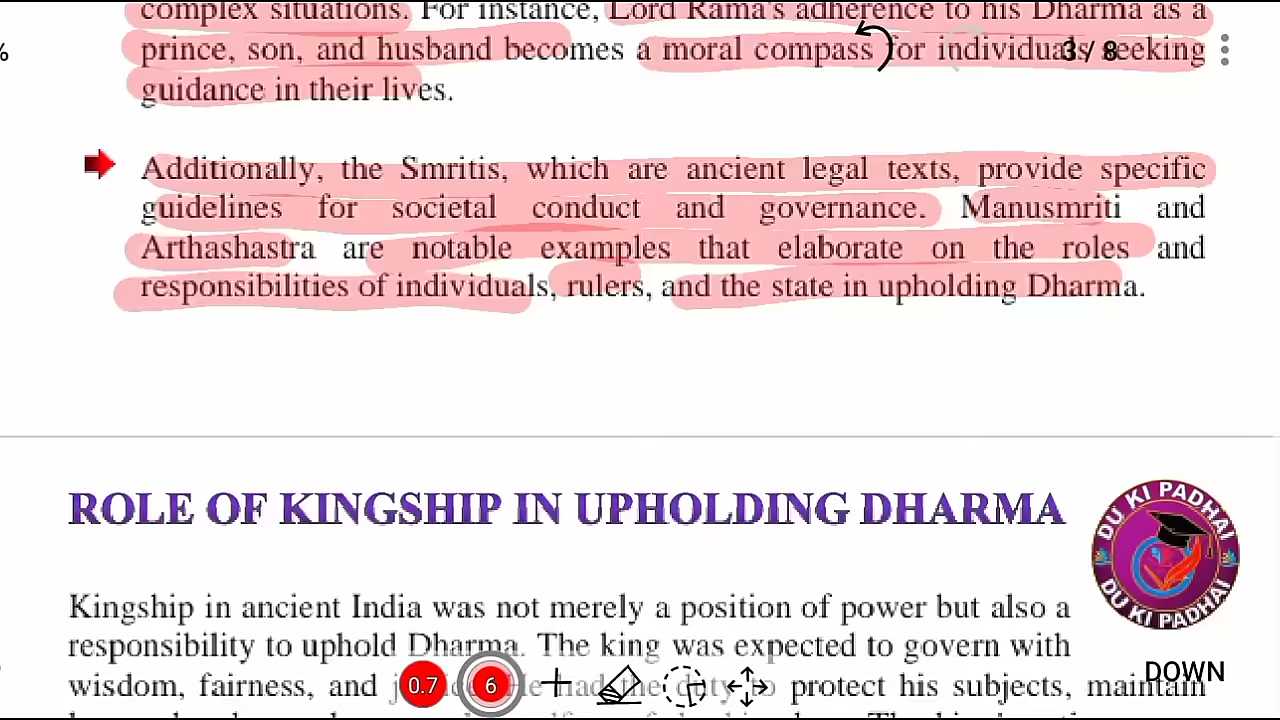 complex situations. For instance, Lord Rama's adherence to his Dharma as a
prince, son, and husband becomes a moral compass for individuals seeking
3 / 8
%
guidance in their lives.
Additionally, the Smritis, which are ancient legal texts, provide specific
guidelines for societal conduct and governance. Manusmriti and
Arthashastra are notable examples that elaborate on the roles and
responsibilities of individuals, rulers, and the state in upholding Dharma.
ROLE OF KINGSHIP IN UPHOLDING DHARMA
DU KI PADHAI
DU KI PADHAI
Kingship in ancient India was not merely a position of power but also a
responsibility to uphold Dharma. The king was expected to govern with
DOWN
wisdom, fairness, and had the duty to protect his subjects, maintain
0.7 6